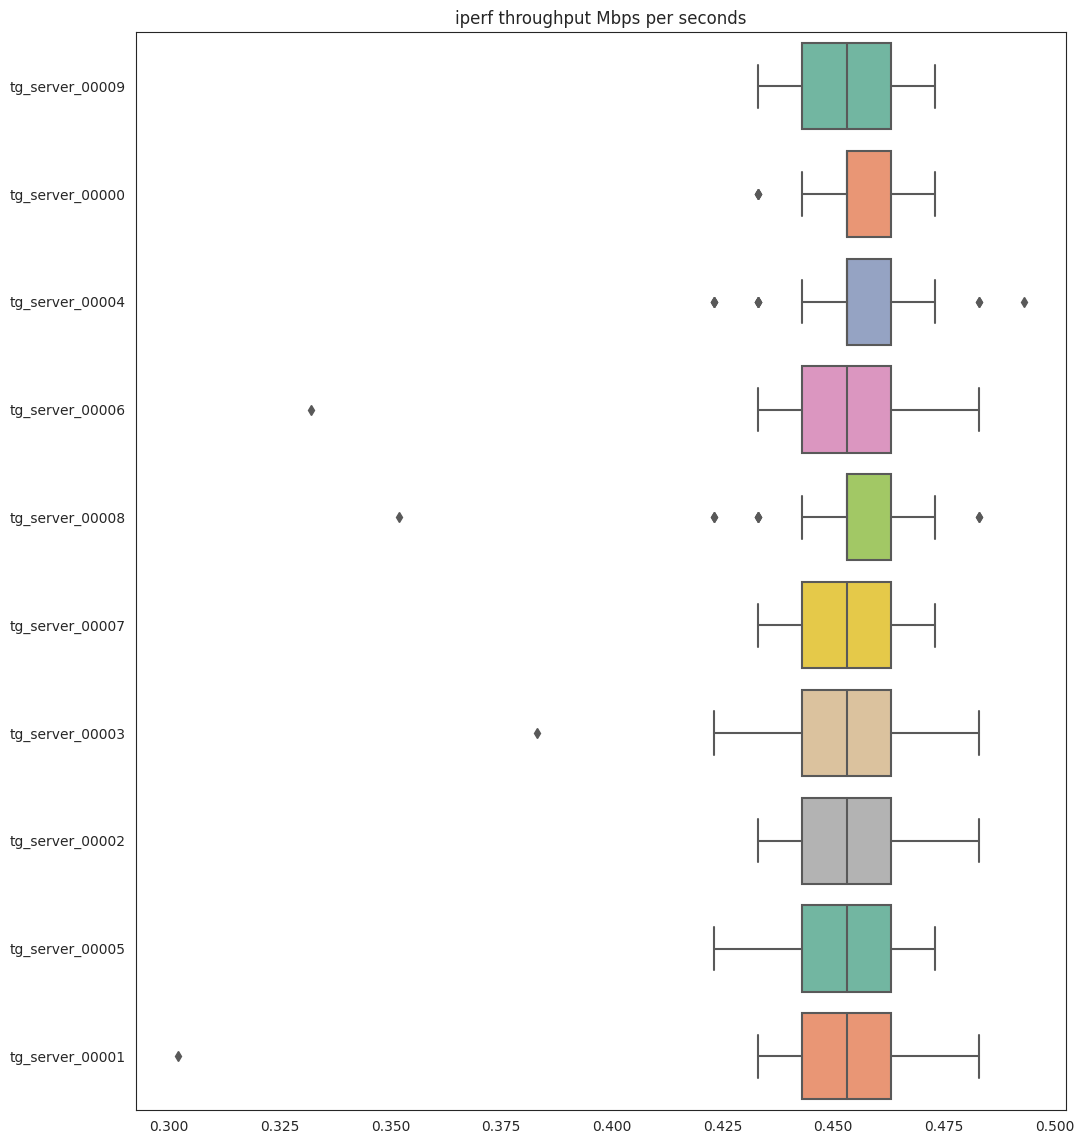 iperf throughput Mbps per seconds
tg_server_00009
tg_server_00000
tg_server_00004
tg_server_00006
tg_server_00008
tg_server_00007
tg_server_00003
tg_server_00002
tg_server_00005
tg_server_00001
0.300 0.325 0.350 0.375 0.400 0.425 0.450 0.475 0.500